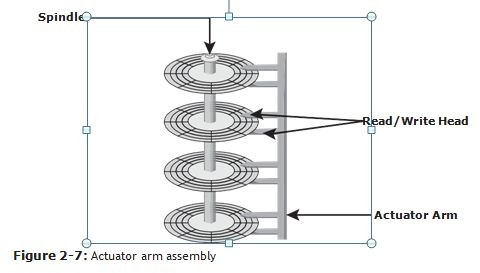 Spindle
Read/Write Head
Actuator Arm
Figure 2-7: Actuator arm assembly